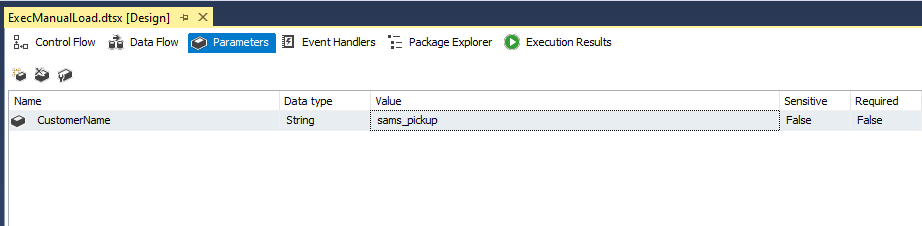 ExecManualLoad.dtsx [Design]
Control Flow Data Flow Parameters Event Handlers Package Explorer Execution Results
Name Data type Value Sensitive Required
CustomerName String sams_pickup False False